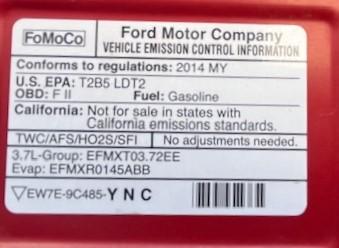 FoMoCo
Ford Motor Company
VEHICLE EMISSION CONTROL INFORMATION
Conforms to regulations: 2014 MY
U.S. EPA: T2B5 LDT2
OBD: F II Fuel: Gasoline
California: Not for sale in states with
California emissions standards.
TWC/AFS/HO2S/SFI No adjustments needed.
3.7L-Group: EFMXT03.72EE
Evap: EFMXR0145ABB
▽EW7E-9C485-Y N C